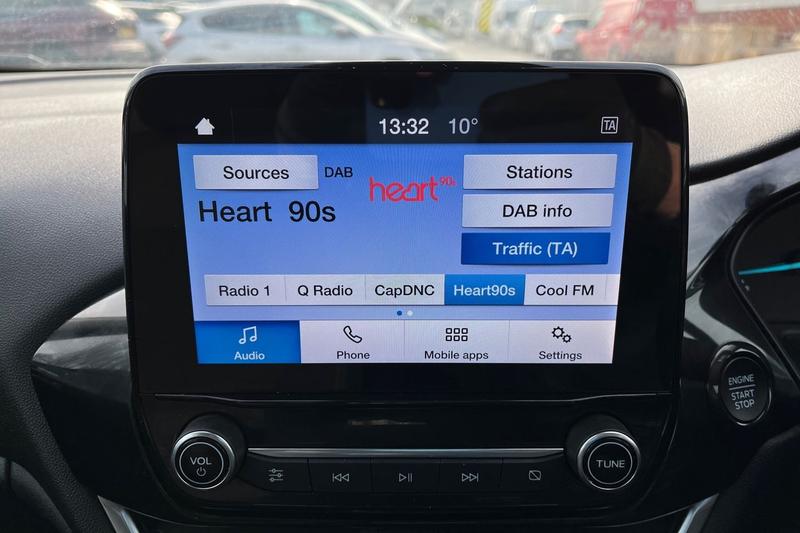 13:32 10° TA
Sources DAB heart 90s Stations
Heart 90s
DAB info
Traffic (TA)
Radio 1 Q Radio CapDNC Heart90s Cool FM
Audio Phone Mobile apps Settings
ENGINE
START
STOP
VOL
TUNE